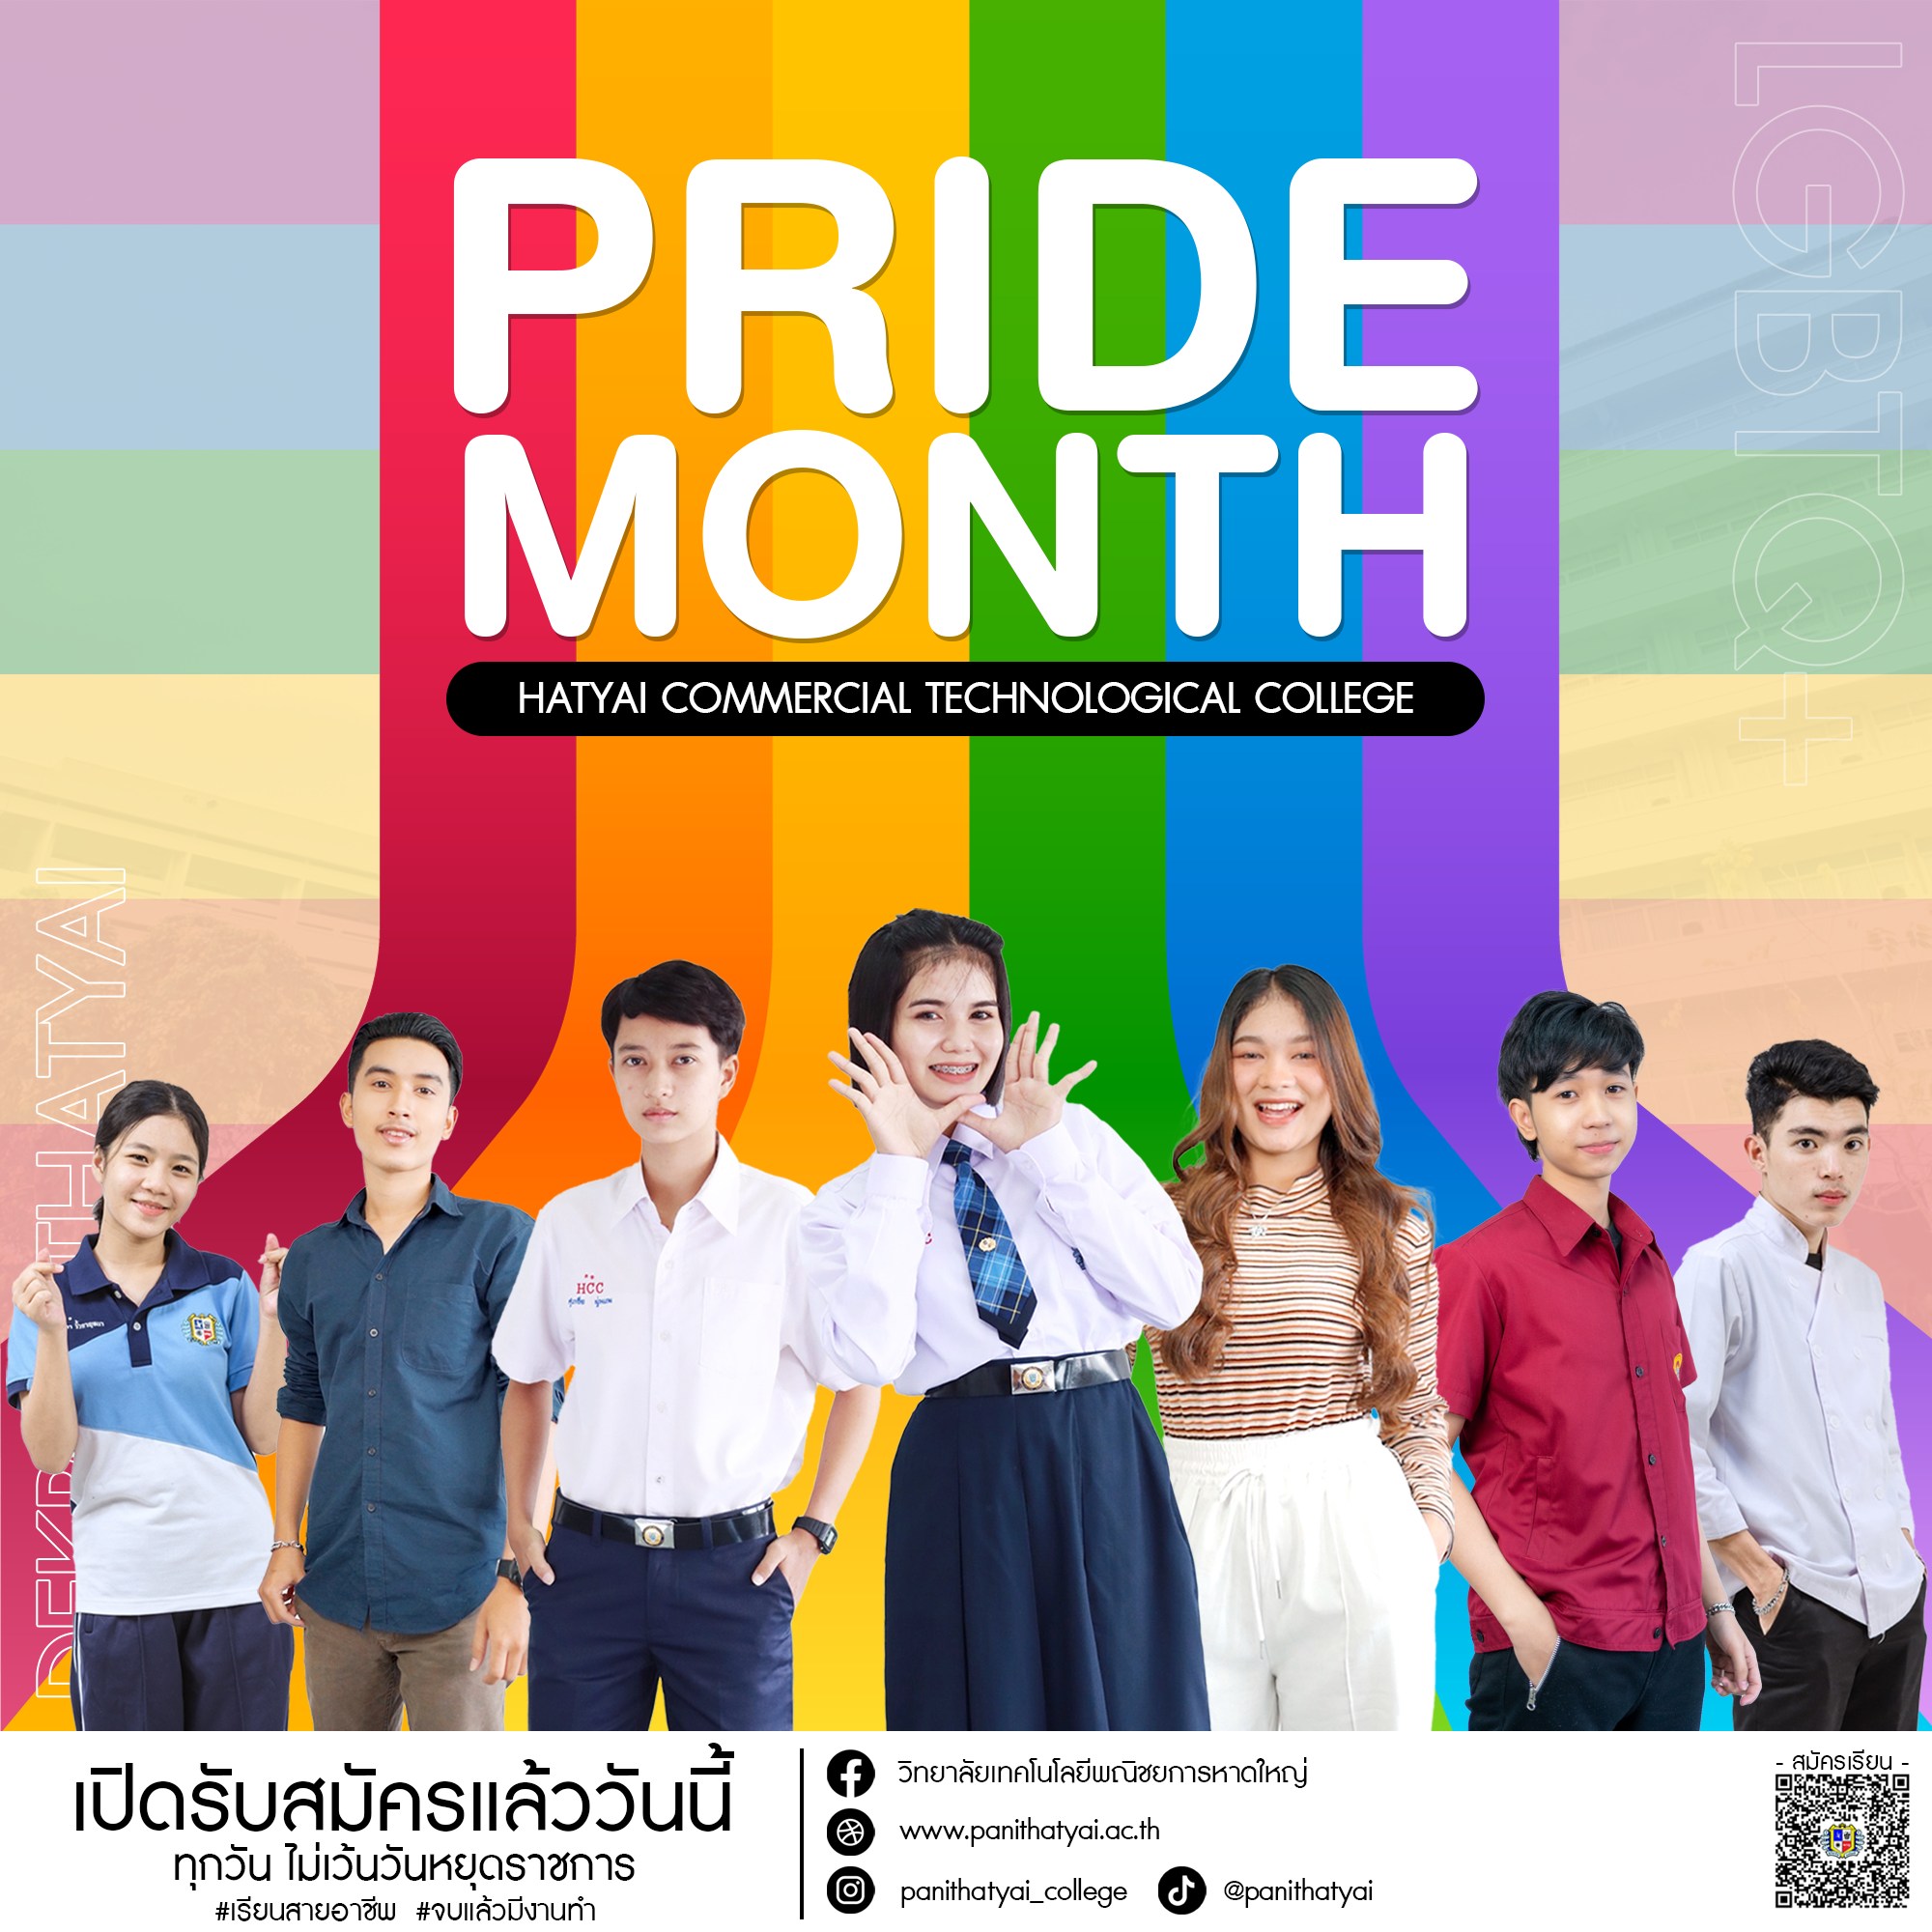 PRIDE
MONTH
HATYAI COMMERCIAL TECHNOLOGICAL COLLEGE
LGBTQ+
THATYAI
HCC
เปิดรับสมัครแล้ววันนี้
ทุกวัน ไม่เว้นวันหยุดราชการ
#เรียนสายอาชีพ #จบแล้วมีงานทำ
วิทยาลัยเทคโนโลยีพณิชยการหาดใหญ่
www.panithatyai.ac.th
panithatyai_college
@panithatyai
- สมัครเรียน -